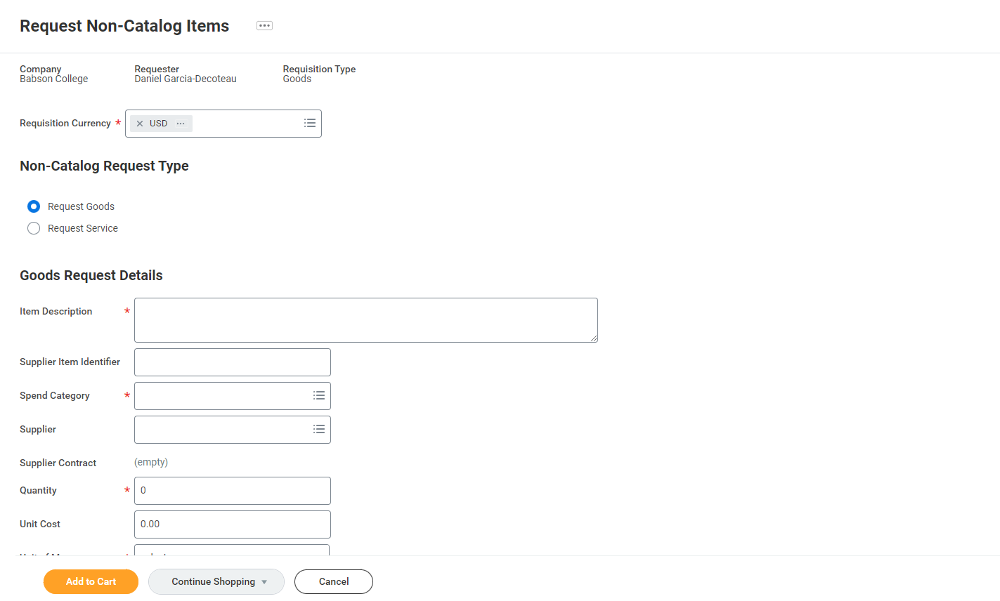 Request Non-Catalog Items
Company Requester Requisition Type
Babson College Daniel Garcia-Decoteau Goods
Requisition Currency * USD
Non-Catalog Request Type
Request Goods
Request Service
Goods Request Details
Item Description *
Supplier Item Identifier
Spend Category *
Supplier
Supplier Contract (empty)
Quantity * 0
Unit Cost 0.00
Add to Cart Continue Shopping Cancel